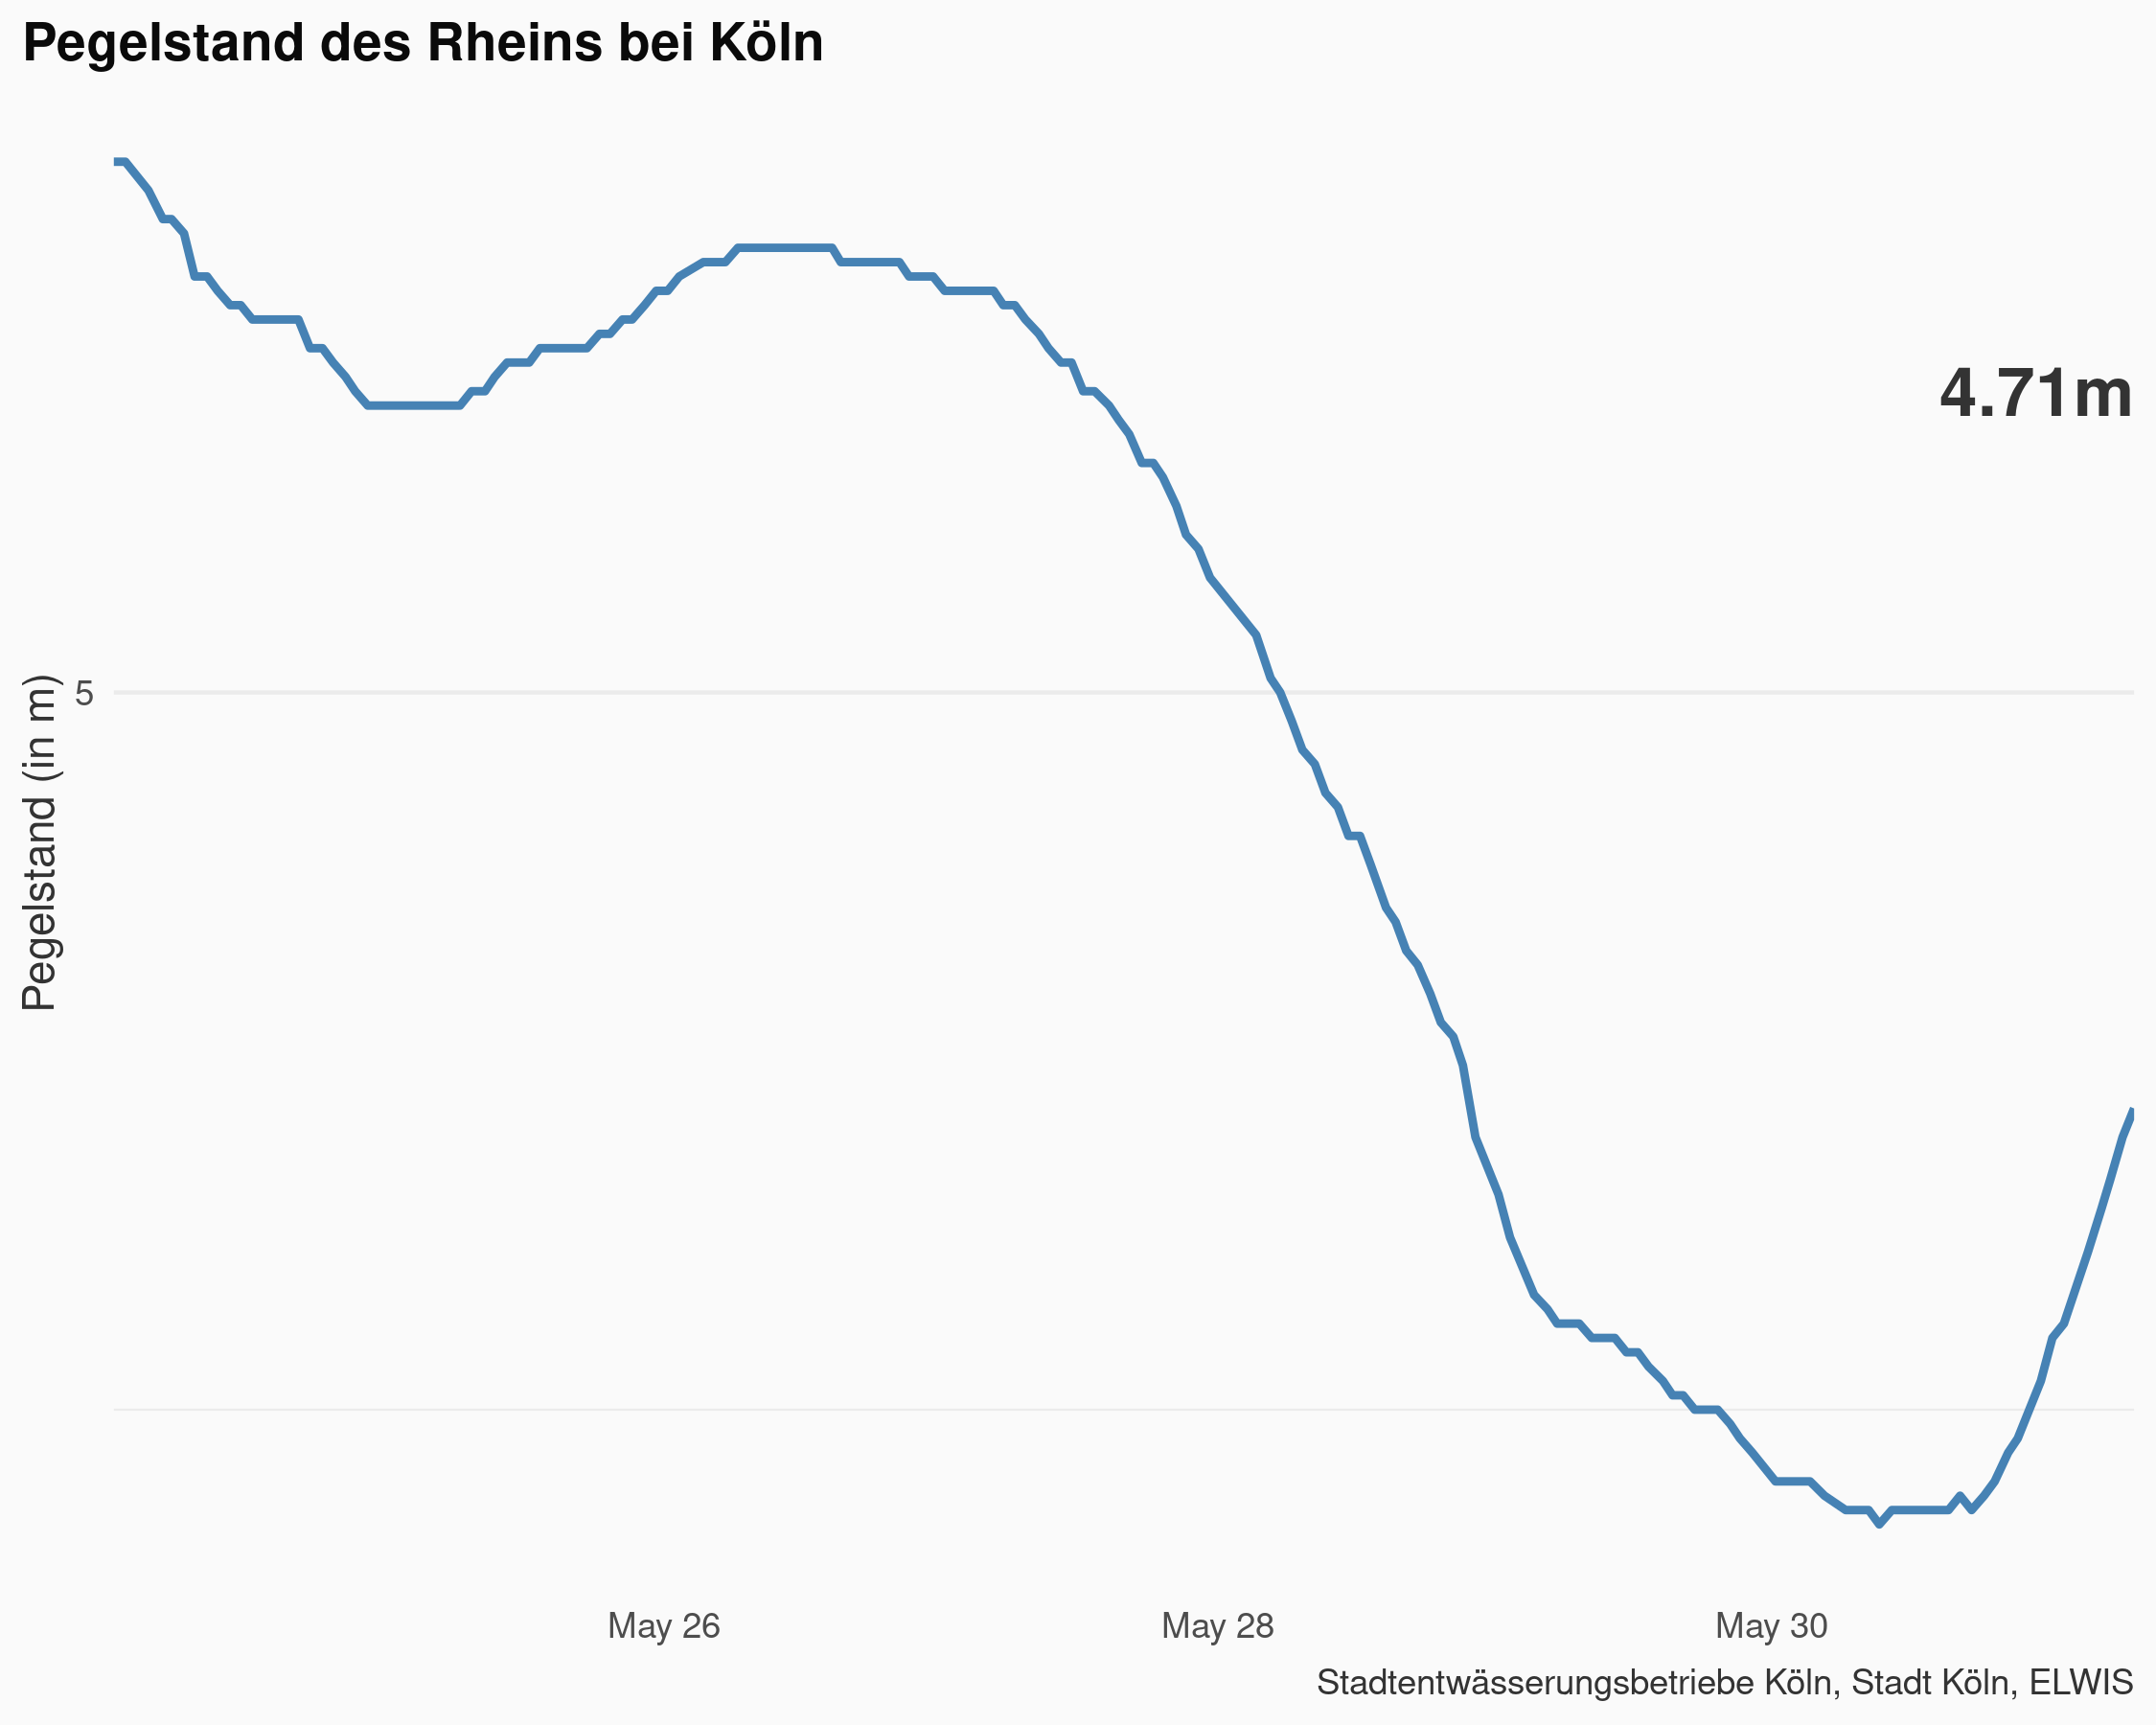 Pegelstand des Rheins bei Köln
4.71m
Pegelstand (in m)
5
May 26
May 28
May 30
Stadtentwässerungsbetriebe Köln, Stadt Köln, ELWIS